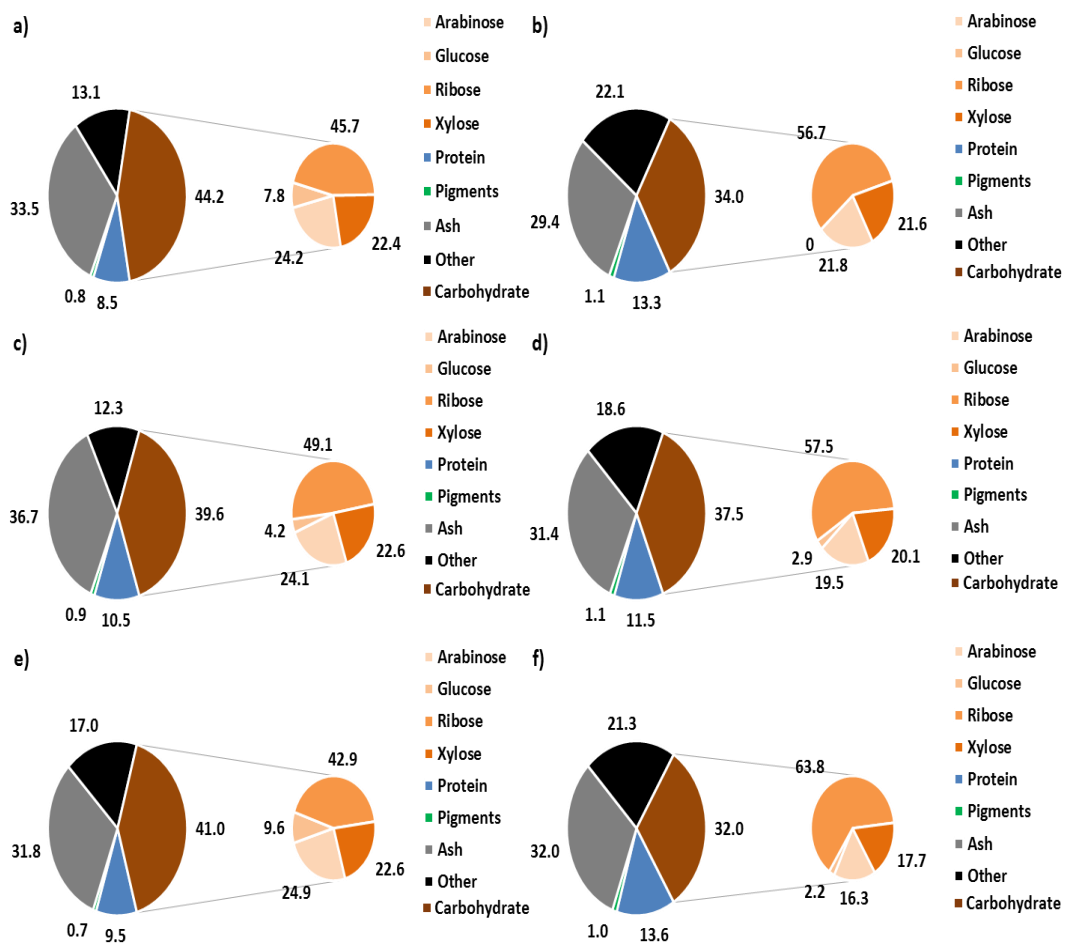 a)
13.1
33.5
0.8
8.5
44.2
45.7
7.8
24.2
22.4
Arabinose
Glucose
Ribose
Xylose
Protein
Pigments
Ash
Other
Carbohydrate
b)
22.1
29.4
1.1
13.3
34.0
56.7
0
21.8
21.6
Arabinose
Glucose
Ribose
Xylose
Protein
Pigments
Ash
Other
Carbohydrate
c)
12.3
36.7
0.9
10.5
39.6
49.1
4.2
24.1
22.6
Arabinose
Glucose
Ribose
Xylose
Protein
Pigments
Ash
Other
Carbohydrate
d)
18.6
31.4
1.1
11.5
37.5
57.5
2.9
19.5
20.1
Arabinose
Glucose
Ribose
Xylose
Protein
Pigments
Ash
Other
Carbohydrate
e)
17.0
31.8
0.7
9.5
41.0
42.9
9.6
24.9
22.6
Arabinose
Glucose
Ribose
Xylose
Protein
Pigments
Ash
Other
Carbohydrate
f)
21.3
32.0
1.0
13.6
32.0
63.8
2.2
16.3
17.7
Arabinose
Glucose
Ribose
Xylose
Protein
Pigments
Ash
Other
Carbohydrate